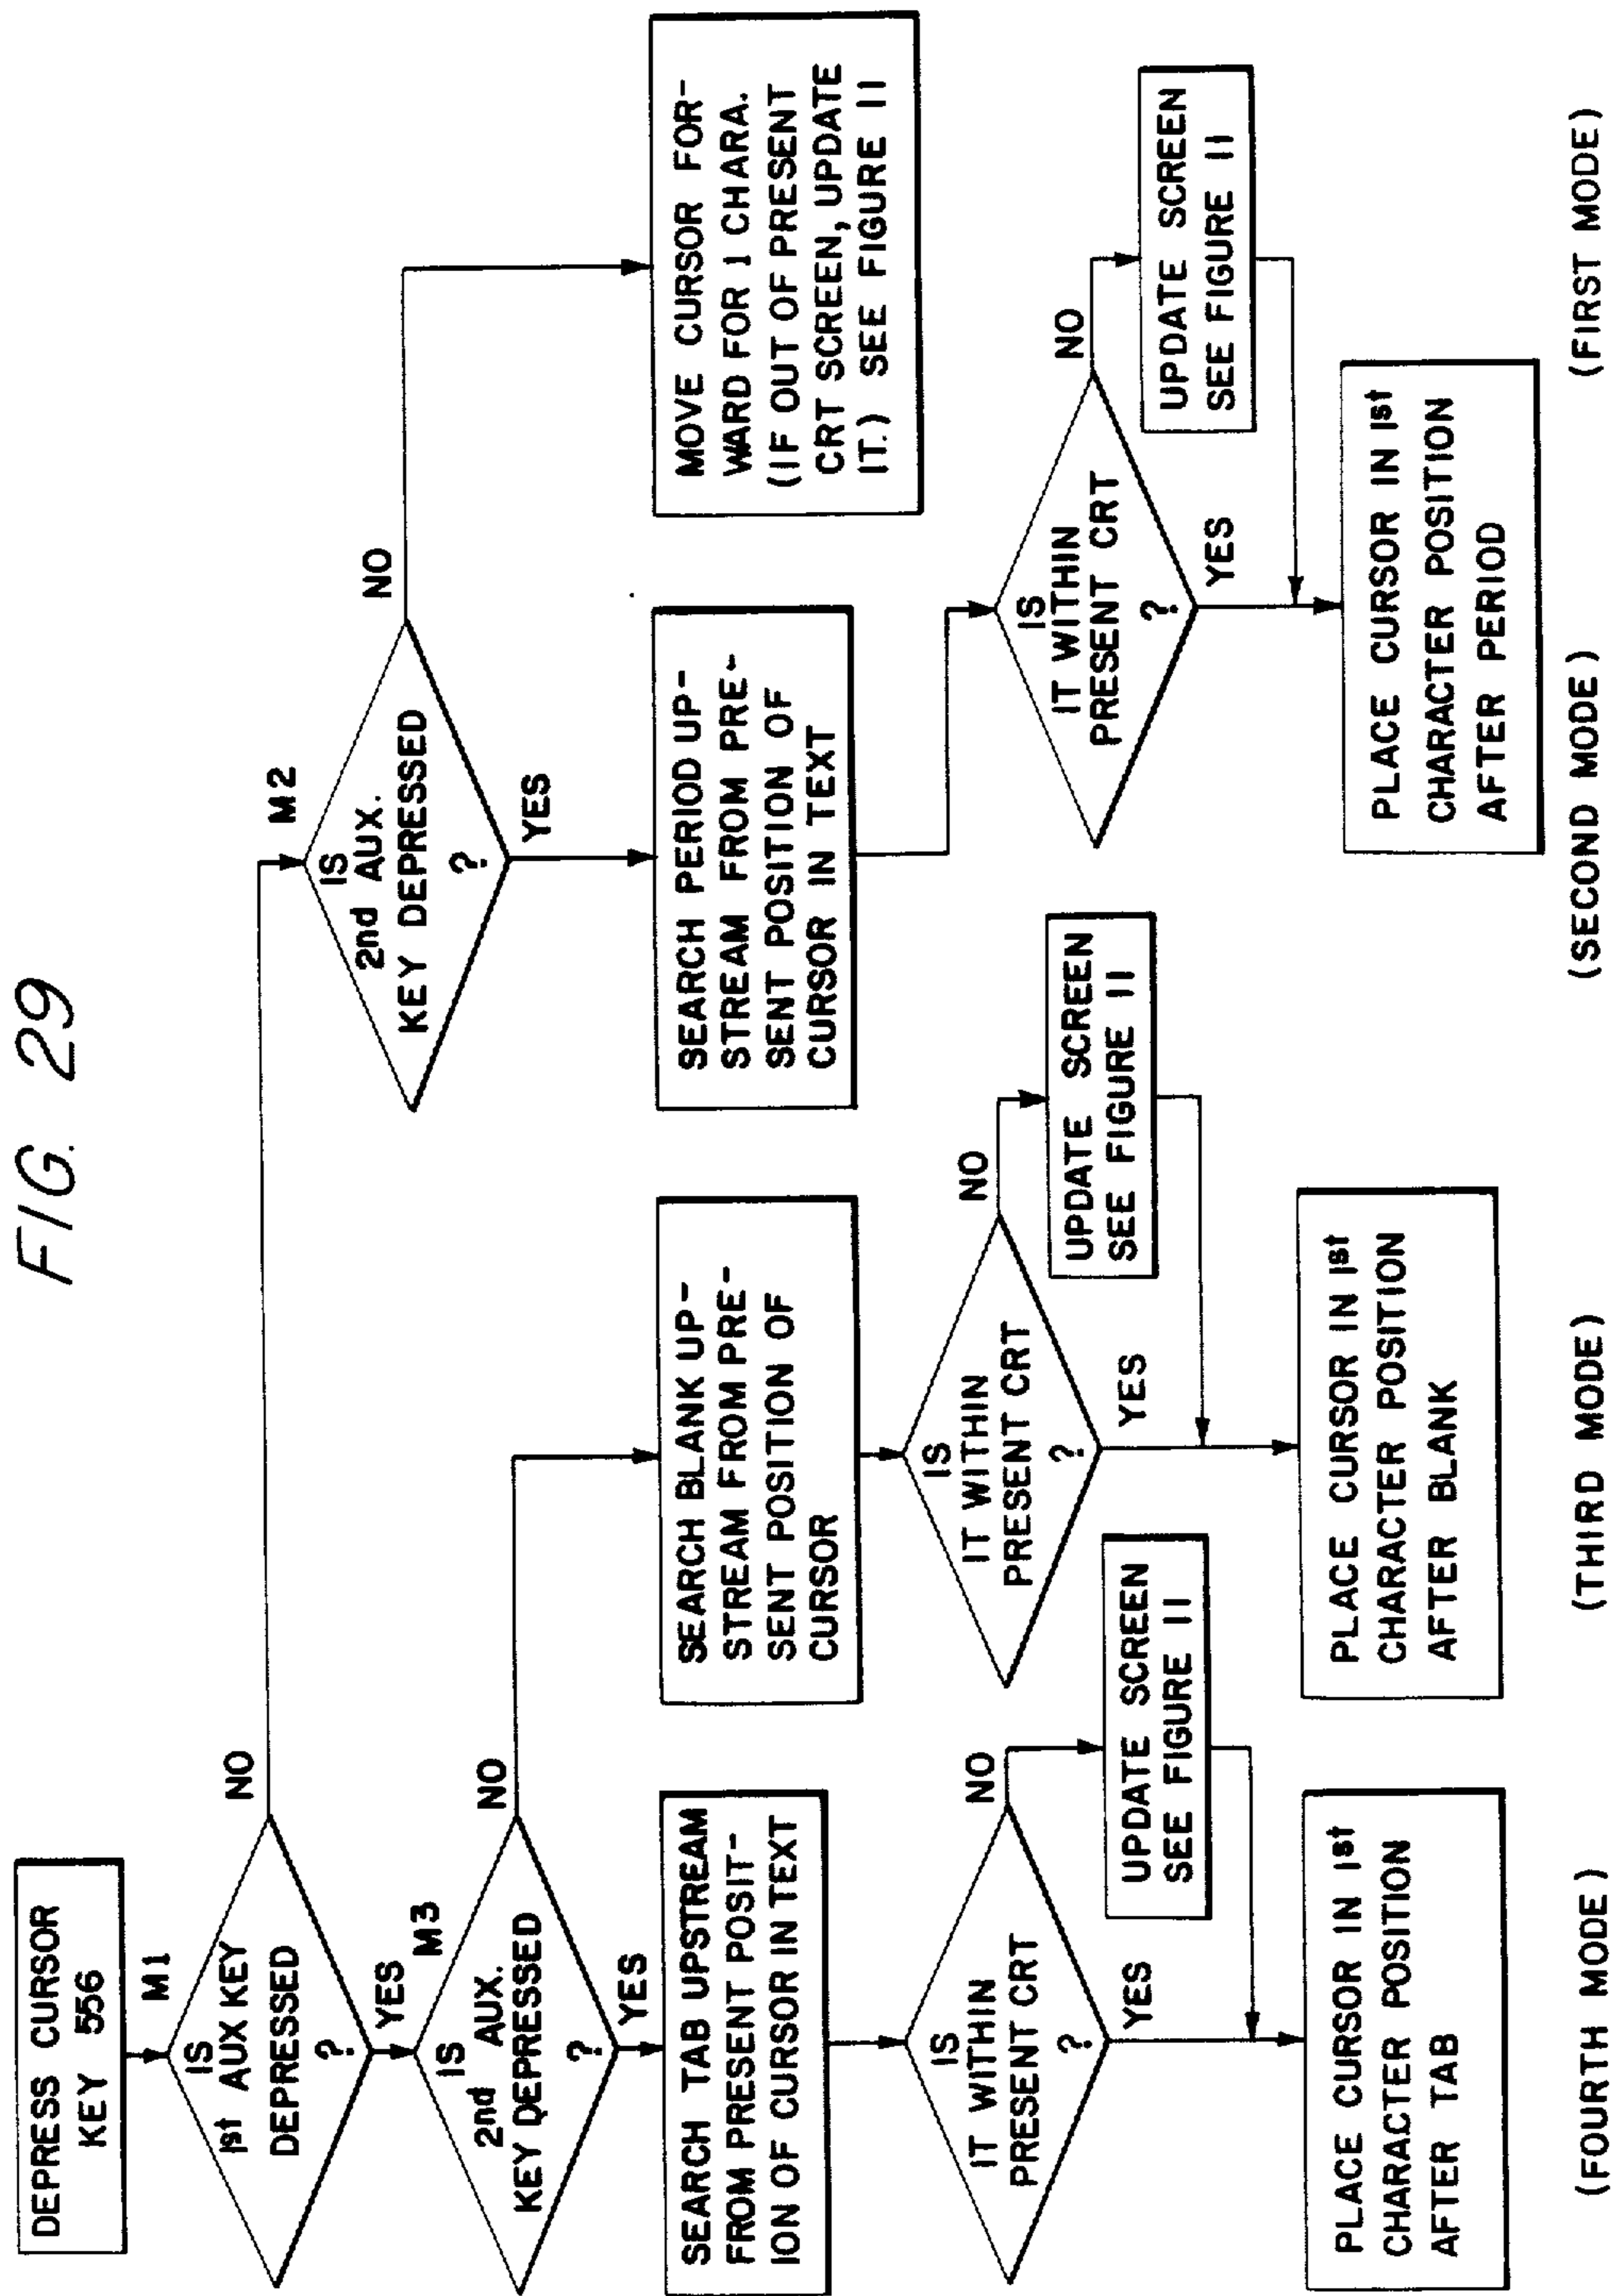 FIG. 29
DEPRESS CURSOR
KEY 556
M1
IS
1st AUX KEY
DEPRESSED
?
NO
YES
M3
IS
2nd AUX.
KEY DEPRESSED
?
NO
YES
SEARCH TAB UPSTREAM
FROM PRESENT POSIT-
ION OF CURSOR IN TEXT
IS
IT WITHIN
PRESENT CRT
?
NO
YES
UPDATE SCREEN
SEE FIGURE 11
PLACE CURSOR IN 1st
CHARACTER POSITION
AFTER TAB
(FOURTH MODE)
SEARCH BLANK UP-
STREAM FROM PRE-
SENT POSITION OF
CURSOR
IS
IT WITHIN
PRESENT CRT
?
NO
YES
UPDATE SCREEN
SEE FIGURE 11
PLACE CURSOR IN 1st
CHARACTER POSITION
AFTER BLANK
(THIRD MODE)
M2
IS
2nd AUX.
KEY DEPRESSED
?
NO
YES
SEARCH PERIOD UP-
STREAM FROM PRE-
SENT POSITION OF
CURSOR IN TEXT
IS
IT WITHIN
PRESENT CRT
?
NO
YES
UPDATE SCREEN
SEE FIGURE 11
PLACE CURSOR IN 1st
CHARACTER POSITION
AFTER PERIOD
(SECOND MODE)
MOVE CURSOR FOR-
WARD FOR 1 CHARA.
(IF OUT OF PRESENT
CRT SCREEN, UPDATE
IT.) SEE FIGURE 11
(FIRST MODE)